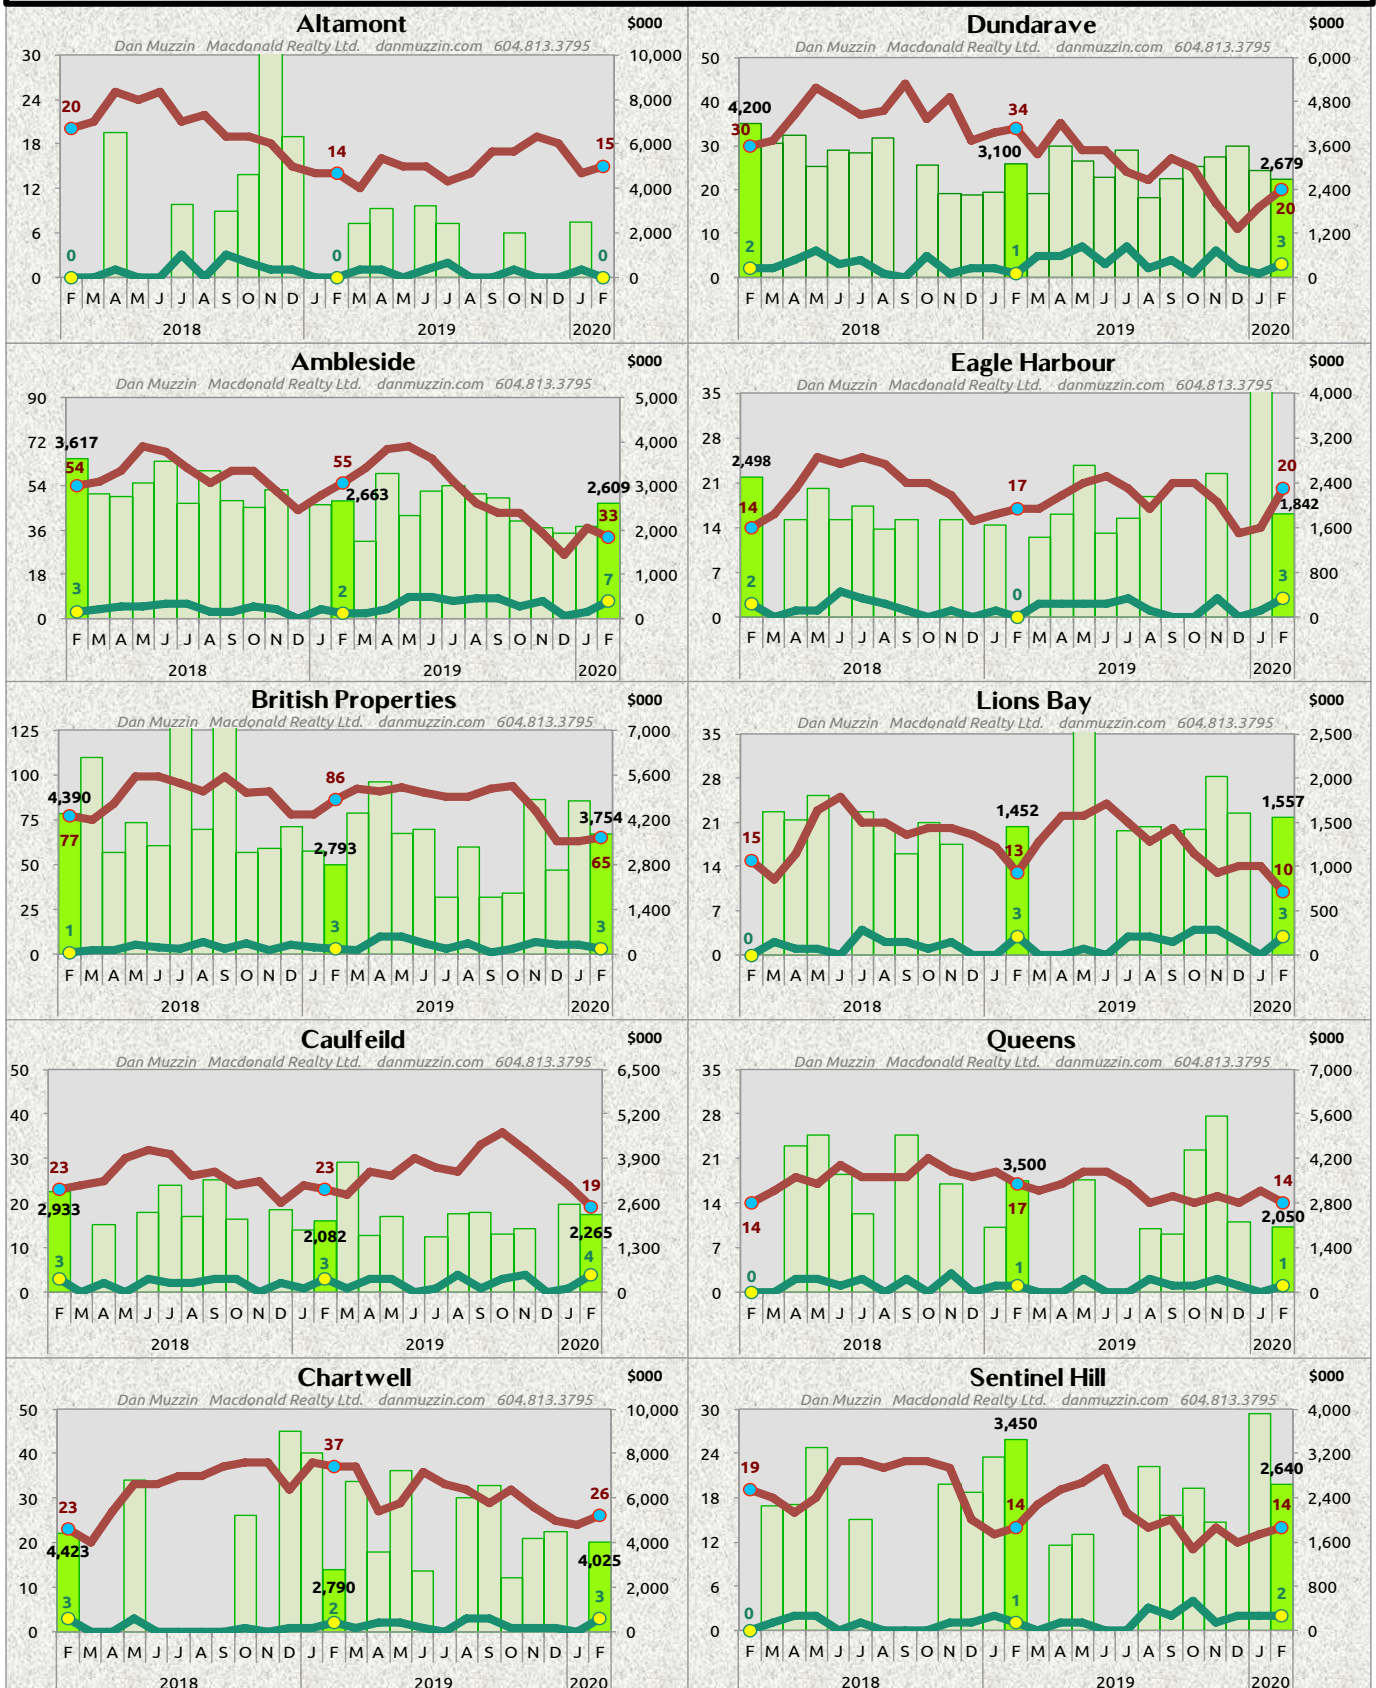 Altamont
$000
Dan Muzzin Macdonald Realty Ltd. danmuzzin.com 604.813.3795
30 24 18 12 6 0
10,000 8,000 6,000 4,000 2,000 0
20 14 15
0 0 0
F M A M J J A S O N D J F M A M J J A S O N D J F
2018 2019 2020
Dundarave
$000
Dan Muzzin Macdonald Realty Ltd. danmuzzin.com 604.813.3795
50 40 30 20 10 0
6,000 4,800 3,600 2,400 1,200 0
4,200 3,100 2,679
30 34 20
2 1 3
F M A M J J A S O N D J F M A M J J A S O N D J F
2018 2019 2020
Ambleside
$000
Dan Muzzin Macdonald Realty Ltd. danmuzzin.com 604.813.3795
90 72 54 36 18 0
5,000 4,000 3,000 2,000 1,000 0
3,617 2,663 2,609
54 55 33
3 2 7
F M A M J J A S O N D J F M A M J J A S O N D J F
2018 2019 2020
Eagle Harbour
$000
Dan Muzzin Macdonald Realty Ltd. danmuzzin.com 604.813.3795
35 28 21 14 7 0
4,000 3,200 2,400 1,600 800 0
2,498 1,842
14 17 20
2 0 3
F M A M J J A S O N D J F M A M J J A S O N D J F
2018 2019 2020
British Properties
$000
Dan Muzzin Macdonald Realty Ltd. danmuzzin.com 604.813.3795
125 100 75 50 25 0
7,000 5,600 4,200 2,800 1,400 0
4,390 2,793 3,754
77 86 65
1 3 3
F M A M J J A S O N D J F M A M J J A S O N D J F
2018 2019 2020
Lions Bay
$000
Dan Muzzin Macdonald Realty Ltd. danmuzzin.com 604.813.3795
35 28 21 14 7 0
2,500 2,000 1,500 1,000 500 0
1,452 1,557
15 13 10
0 3 3
F M A M J J A S O N D J F M A M J J A S O N D J F
2018 2019 2020
Caulfeild
$000
Dan Muzzin Macdonald Realty Ltd. danmuzzin.com 604.813.3795
50 40 30 20 10 0
6,500 5,200 3,900 2,600 1,300 0
2,933 2,082 2,265
23 23 19
3 3 4
F M A M J J A S O N D J F M A M J J A S O N D J F
2018 2019 2020
Queens
$000
Dan Muzzin Macdonald Realty Ltd. danmuzzin.com 604.813.3795
35 28 21 14 7 0
7,000 5,600 4,200 2,800 1,400 0
3,500 2,050
14 17 14
0 1 1
F M A M J J A S O N D J F M A M J J A S O N D J F
2018 2019 2020
Chartwell
$000
Dan Muzzin Macdonald Realty Ltd. danmuzzin.com 604.813.3795
50 40 30 20 10 0
10,000 8,000 6,000 4,000 2,000 0
4,423 2,790 4,025
23 37 26
3 2 3
F M A M J J A S O N D J F M A M J J A S O N D J F
2018 2019 2020
Sentinel Hill
$000
Dan Muzzin Macdonald Realty Ltd. danmuzzin.com 604.813.3795
30 24 18 12 6 0
4,000 3,200 2,400 1,600 800 0
3,450 2,640
19 14 14
0 1 2
F M A M J J A S O N D J F M A M J J A S O N D J F
2018 2019 2020